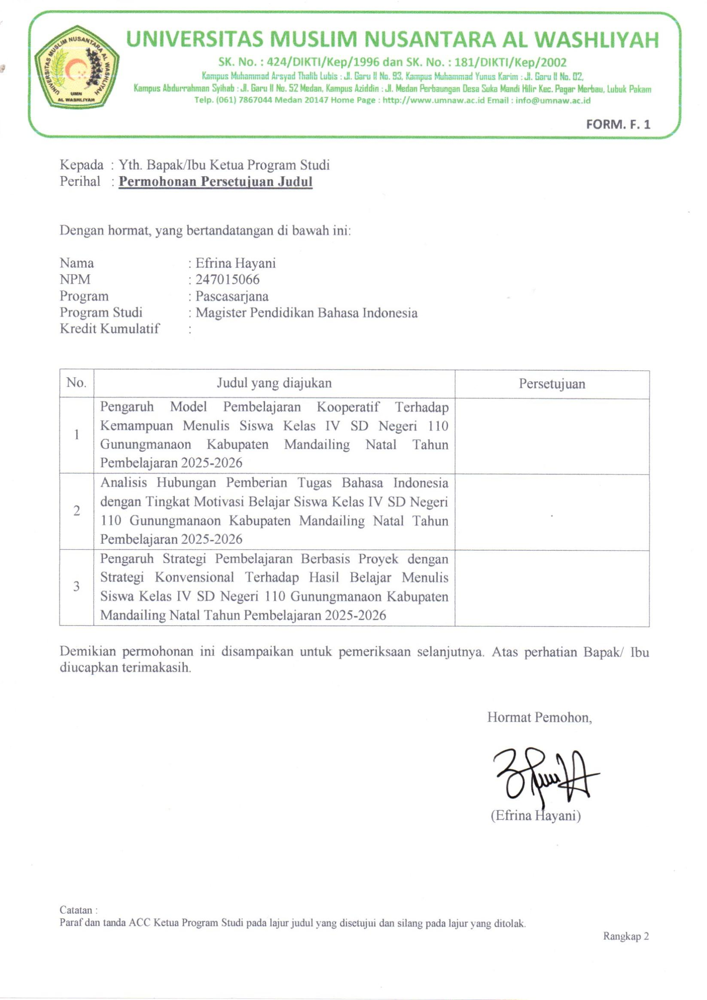 UNIVERSITAS MUSLIM NUSANTARA AL WASHLIYAH
UMN
AL WASHLIYAH
UNIVERSITAS MUSLIM NUSANTARA AL WASHLIYAH
SK. No. : 424/DIKTI/Kep/1996 dan SK. No. : 181/DIKTI/Kep/2002
Kampus Muhammad Arsyad Thalib Lubis : Jl. Garu II No. 93, Kampus Muhammad Yunus Karim : Jl. Garu II No. 02,
Kampus Abdurrahman Syihab : Jl. Garu II No. 52 Medan, Kampus Aziddin : Jl. Medan Perbaungan Desa Suka Mandi Hilir Kec. Pagar Merbau, Lubuk Pakam
Telp. (061) 7867044 Medan 20147 Home Page : http://www.umnaw.ac.id Email : info@umnaw.ac.id
FORM. F. 1
Kepada : Yth. Bapak/Ibu Ketua Program Studi
Perihal : Permohonan Persetujuan Judul
Dengan hormat, yang bertandatangan di bawah ini:
Nama : Efrina Hayani
NPM : 247015066
Program : Pascasarjana
Program Studi : Magister Pendidikan Bahasa Indonesia
Kredit Kumulatif :
No. Judul yang diajukan Persetujuan
1
Pengaruh Model Pembelajaran Kooperatif Terhadap
Kemampuan Menulis Siswa Kelas IV SD Negeri 110
Gunungmanaon Kabupaten Mandailing Natal Tahun
Pembelajaran 2025-2026
2
Analisis Hubungan Pemberian Tugas Bahasa Indonesia
dengan Tingkat Motivasi Belajar Siswa Kelas IV SD Negeri
110 Gunungmanaon Kabupaten Mandailing Natal Tahun
Pembelajaran 2025-2026
3
Pengaruh Strategi Pembelajaran Berbasis Proyek dengan
Strategi Konvensional Terhadap Hasil Belajar Menulis
Siswa Kelas IV SD Negeri 110 Gunungmanaon Kabupaten
Mandailing Natal Tahun Pembelajaran 2025-2026
Demikian permohonan ini disampaikan untuk pemeriksaan selanjutnya. Atas perhatian Bapak/ Ibu
diucapkan terimakasih.
Hormat Pemohon,
(Efrina Hayani)
Catatan :
Paraf dan tanda ACC Ketua Program Studi pada lajur judul yang disetujui dan silang pada lajur yang ditolak.
Rangkap 2